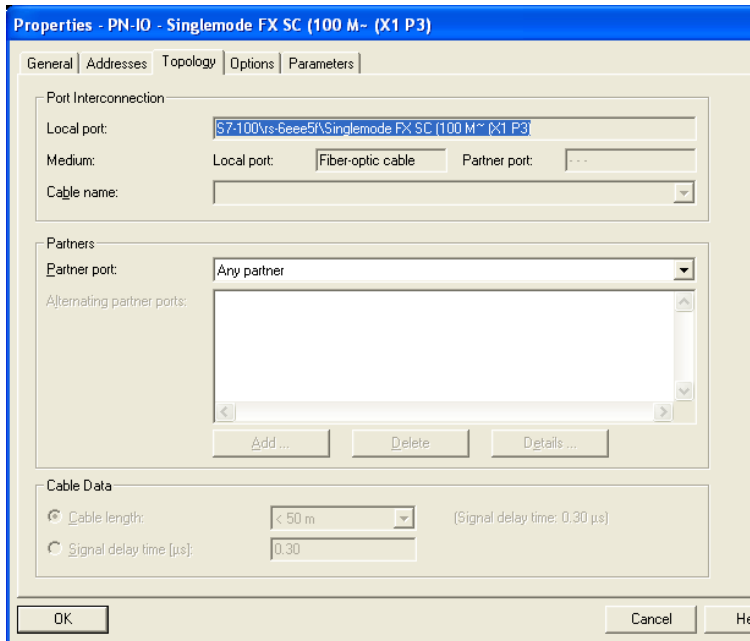 Properties - PN-IO - Singlemode FX SC (100 M~ (X1 P3)
General Addresses Topology Options Parameters
Port Interconnection
Local port: S7-100\rs-6eee5f\Singlemode FX SC (100 M~ (X1 P3)
Medium: Local port: Fiber-optic cable Partner port: - - -
Cable name:
Partners
Partner port: Any partner
Alternating partner ports:
Add ... Delete Details ...
Cable Data
Cable length: < 50 m (Signal delay time: 0.30 µs)
Signal delay time [µs]: 0.30
OK Cancel He